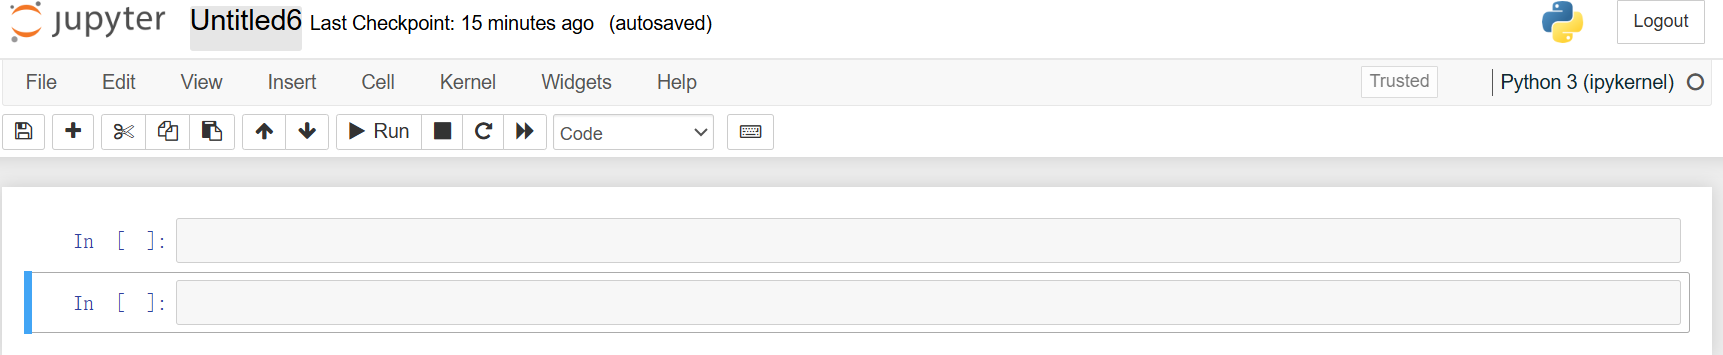 jupyter Untitled6 Last Checkpoint: 15 minutes ago (autosaved) Logout
File Edit View Insert Cell Kernel Widgets Help Trusted Python 3 (ipykernel)
Run Code
In [ ]:
In [ ]: